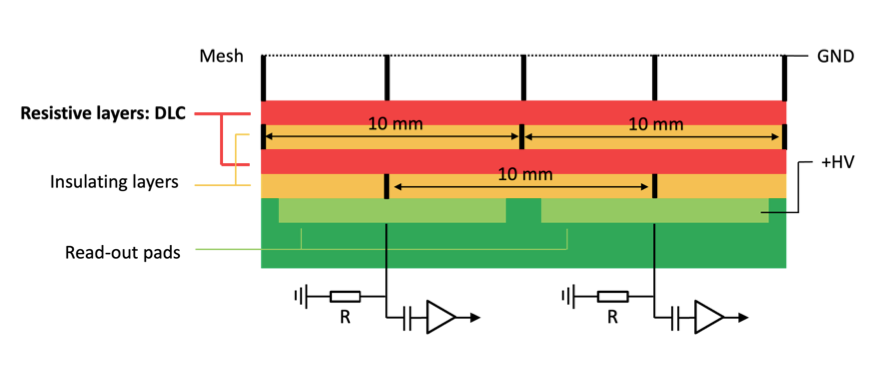 Mesh
GND
Resistive layers: DLC
10 mm
10 mm
+HV
Insulating layers
10 mm
Read-out pads
R
R